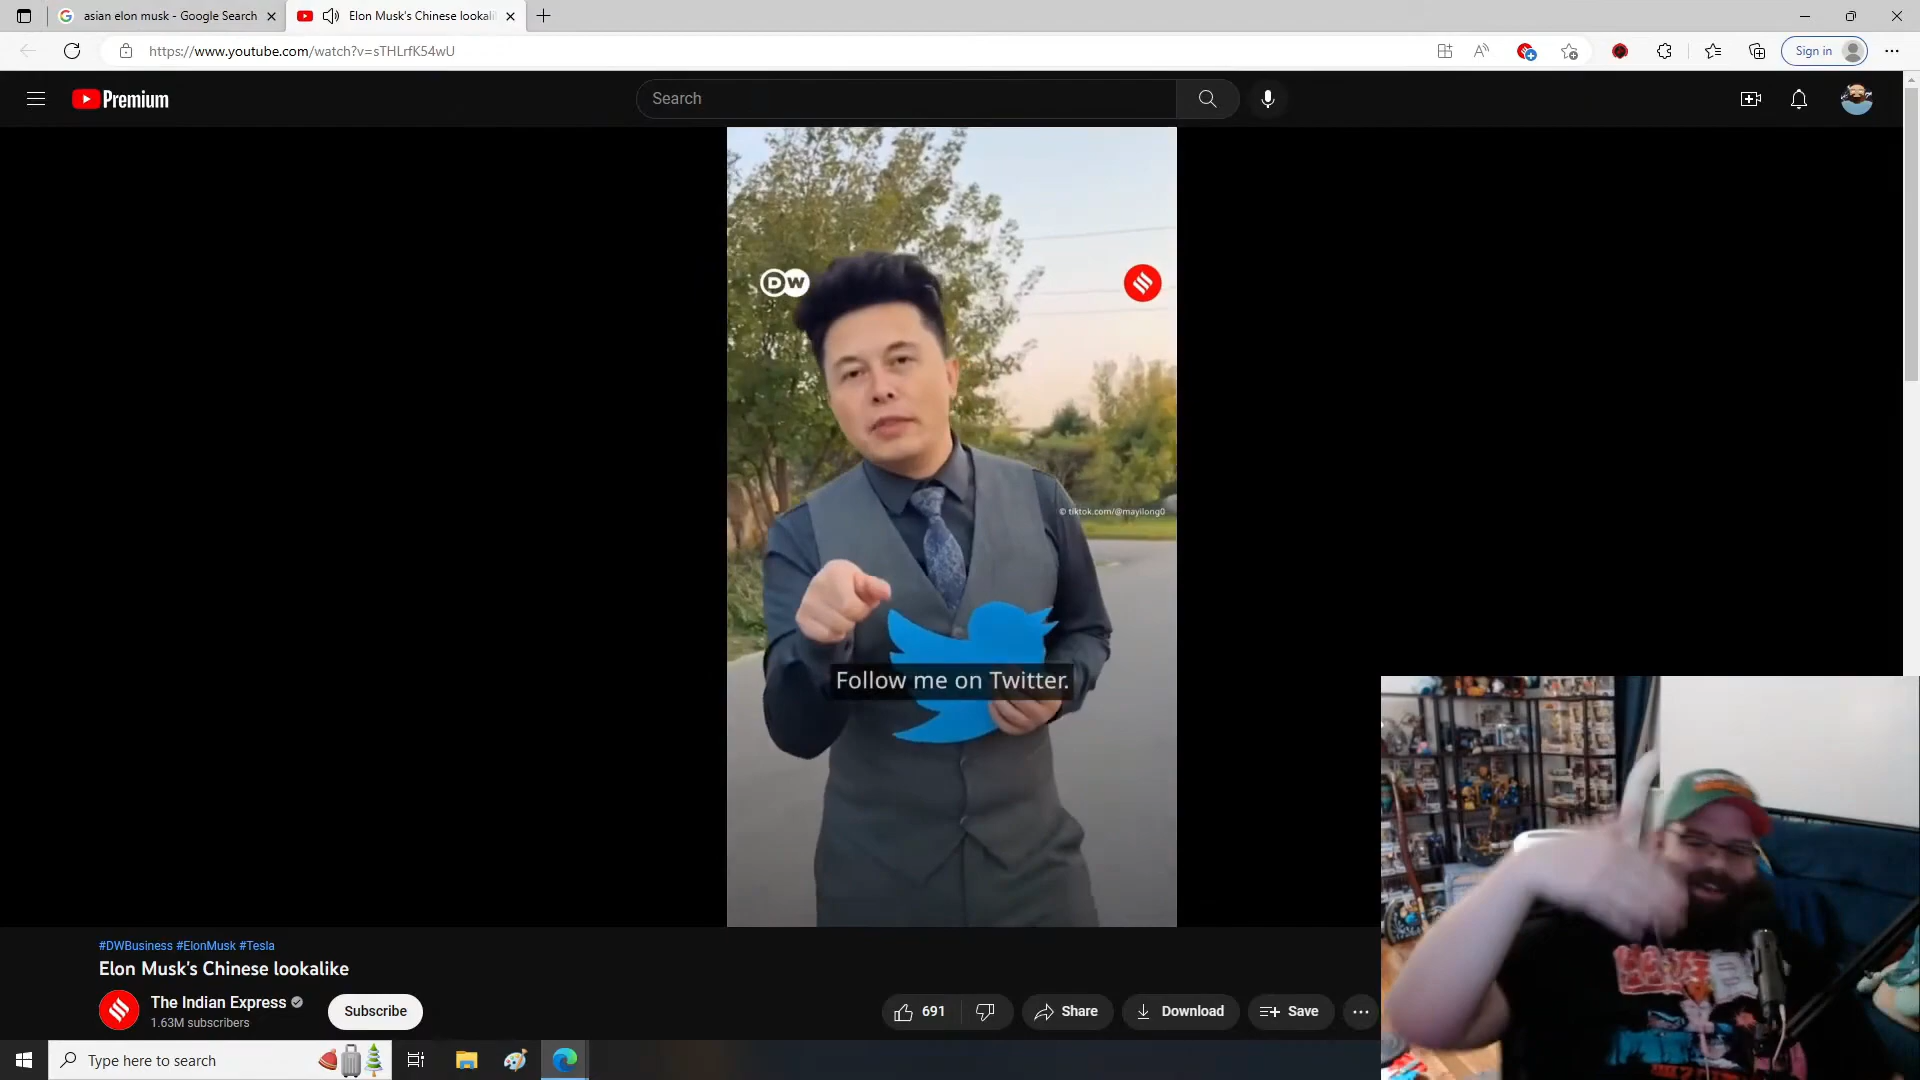 asian elon musk - Google Search
Elon Musk's Chinese lookali
https://www.youtube.com/watch?v=sTHLrfK54wU
Sign in
Premium
Search
DW
© tiktok.com/@mayilong0
Follow me on Twitter.
#DWBusiness #ElonMusk #Tesla
Elon Musk's Chinese lookalike
The Indian Express
1.63M subscribers
Subscribe
691
Share
Download
Save
Type here to search